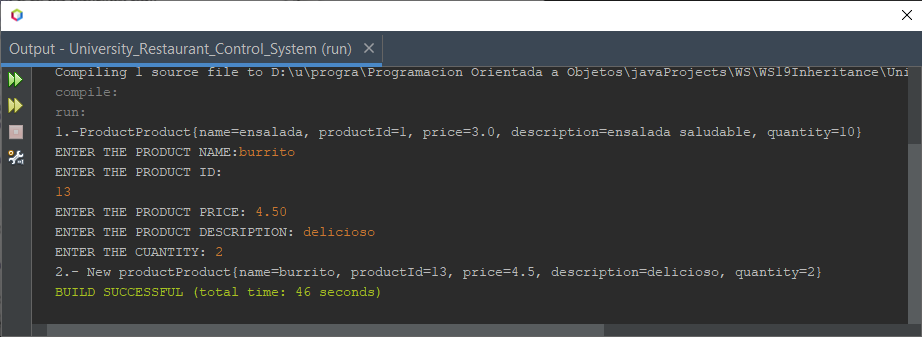 Output - University_Restaurant_Control_System (run)
Compiling 1 source file to D:\u\progra\Programacion Orientada a Objetos\javaProjects\WS\WS19Inheritance\Uni
compile:
run:
1.-ProductProduct{name=ensalada, productId=1, price=3.0, description=ensalada saludable, quantity=10}
ENTER THE PRODUCT NAME:burrito
ENTER THE PRODUCT ID:
13
ENTER THE PRODUCT PRICE: 4.50
ENTER THE PRODUCT DESCRIPTION: delicioso
ENTER THE CUANTITY: 2
2.- New productProduct{name=burrito, productId=13, price=4.5, description=delicioso, quantity=2}
BUILD SUCCESSFUL (total time: 46 seconds)